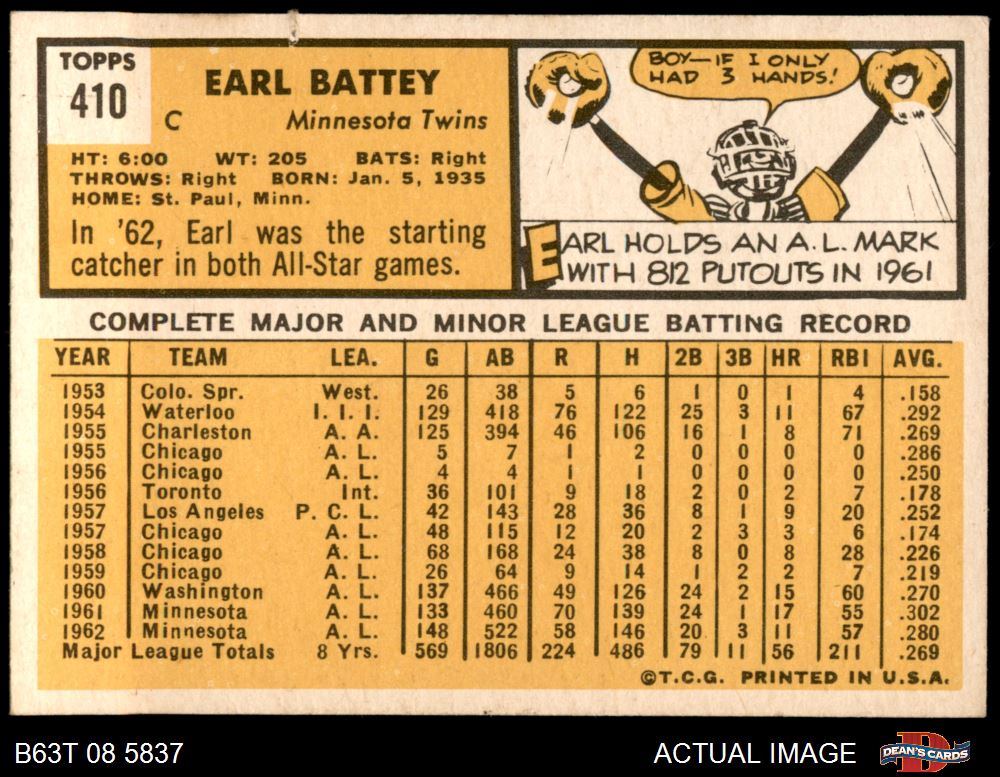 TOPPS
410
EARL BATTEY
C Minnesota Twins
HT: 6:00 WT: 205 BATS: Right
THROWS: Right BORN: Jan. 5, 1935
HOME: St. Paul, Minn.
In '62, Earl was the starting
catcher in both All-Star games.
BOY—IF I ONLY
HAD 3 HANDS!
EARL HOLDS AN A.L. MARK
WITH 812 PUTOUTS IN 1961
COMPLETE MAJOR AND MINOR LEAGUE BATTING RECORD
YEAR TEAM LEA. G AB R H 2B 3B HR RBI AVG.
1953 Colo. Spr. West. 26 38 5 6 1 0 1 4 .158
1954 Waterloo I. I. I. 129 418 76 122 25 3 11 67 .292
1955 Charleston A. A. 125 394 46 106 16 1 8 71 .269
1955 Chicago A. L. 5 7 1 2 0 0 0 0 .286
1956 Chicago A. L. 4 4 1 1 0 0 0 0 .250
1956 Toronto Int. 36 101 9 18 2 0 2 7 .178
1957 Los Angeles P. C. L. 42 143 28 36 8 1 9 20 .252
1957 Chicago A. L. 48 115 12 20 2 3 3 6 .174
1958 Chicago A. L. 68 168 24 38 8 0 8 28 .226
1959 Chicago A. L. 26 64 9 14 1 2 2 7 .219
1960 Washington A. L. 137 466 49 126 24 2 15 60 .270
1961 Minnesota A. L. 133 460 70 139 24 1 17 55 .302
1962 Minnesota A. L. 148 522 58 146 20 3 11 57 .280
Major League Totals 8 Yrs. 569 1806 224 486 79 11 56 211 .269
©T.C.G. PRINTED IN U.S.A.
B63T 08 5837 ACTUAL IMAGE DEAN'S CARDS